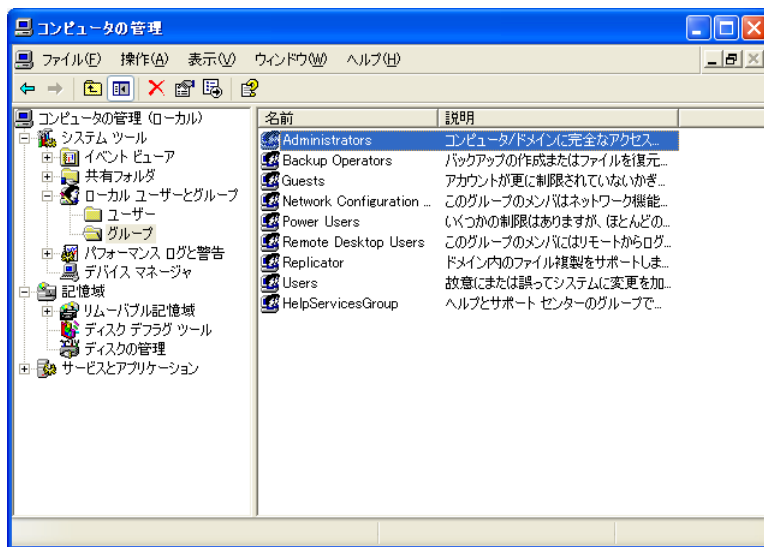 コンピュータの管理
ファイル(F) 操作(A) 表示(V) ウィンドウ(W) ヘルプ(H)
コンピュータの管理 (ローカル)
システム ツール
イベント ビューア
共有フォルダ
ローカル ユーザーとグループ
ユーザー
グループ
パフォーマンス ログと警告
デバイス マネージャ
記憶域
リムーバブル記憶域
ディスク デフラグ ツール
ディスクの管理
サービスとアプリケーション
名前 説明
Administrators コンピュータ/ドメインに完全なアクセス...
Backup Operators バックアップの作成またはファイルを復元...
Guests アカウントが更に制限されていないかぎ...
Network Configuration ... このグループのメンバはネットワーク機能...
Power Users いくつかの制限はありますが、ほとんどの...
Remote Desktop Users このグループのメンバにはリモートからログ...
Replicator ドメイン内のファイル複製をサポートしま...
Users 故意にまたは誤ってシステムに変更を加...
HelpServicesGroup ヘルプとサポート センターのグループで...